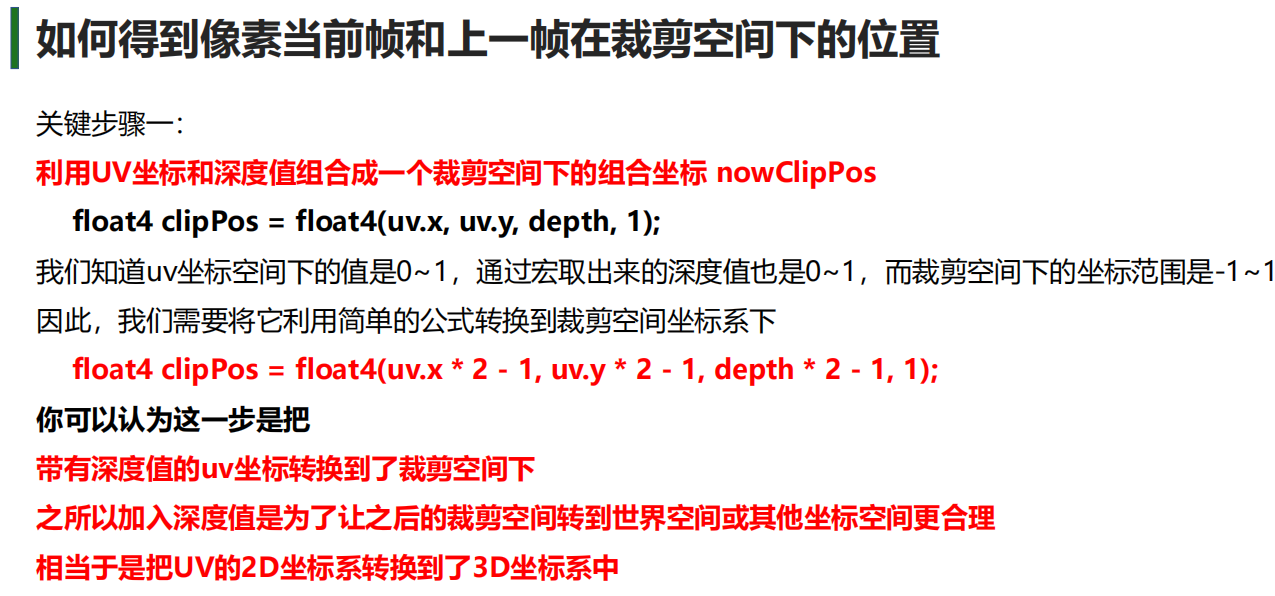 如何得到像素当前帧和上一帧在裁剪空间下的位置
关键步骤一：
利用UV坐标和深度值组合成一个裁剪空间下的组合坐标 nowClipPos
float4 clipPos = float4(uv.x, uv.y, depth, 1);
我们知道uv坐标空间下的值是0~1，通过宏取出来的深度值也是0~1，而裁剪空间下的坐标范围是-1~1
因此，我们需要将它利用简单的公式转换到裁剪空间坐标系下
float4 clipPos = float4(uv.x * 2 - 1, uv.y * 2 - 1, depth * 2 - 1, 1);
你可以认为这一步是把
带有深度值的uv坐标转换到了裁剪空间下
之所以加入深度值是为了让之后的裁剪空间转到世界空间或其他坐标空间更合理
相当于是把UV的2D坐标系转换到了3D坐标系中